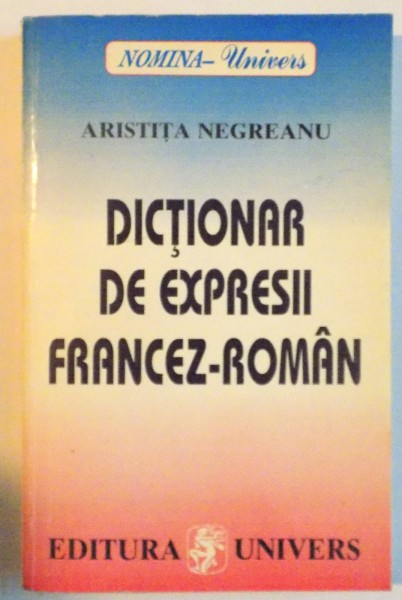 NOMINA– Univers
ARISTIȚA NEGREANU
DICȚIONAR
DE EXPRESII
FRANCEZ-ROMÂN
EDITURA UNIVERS